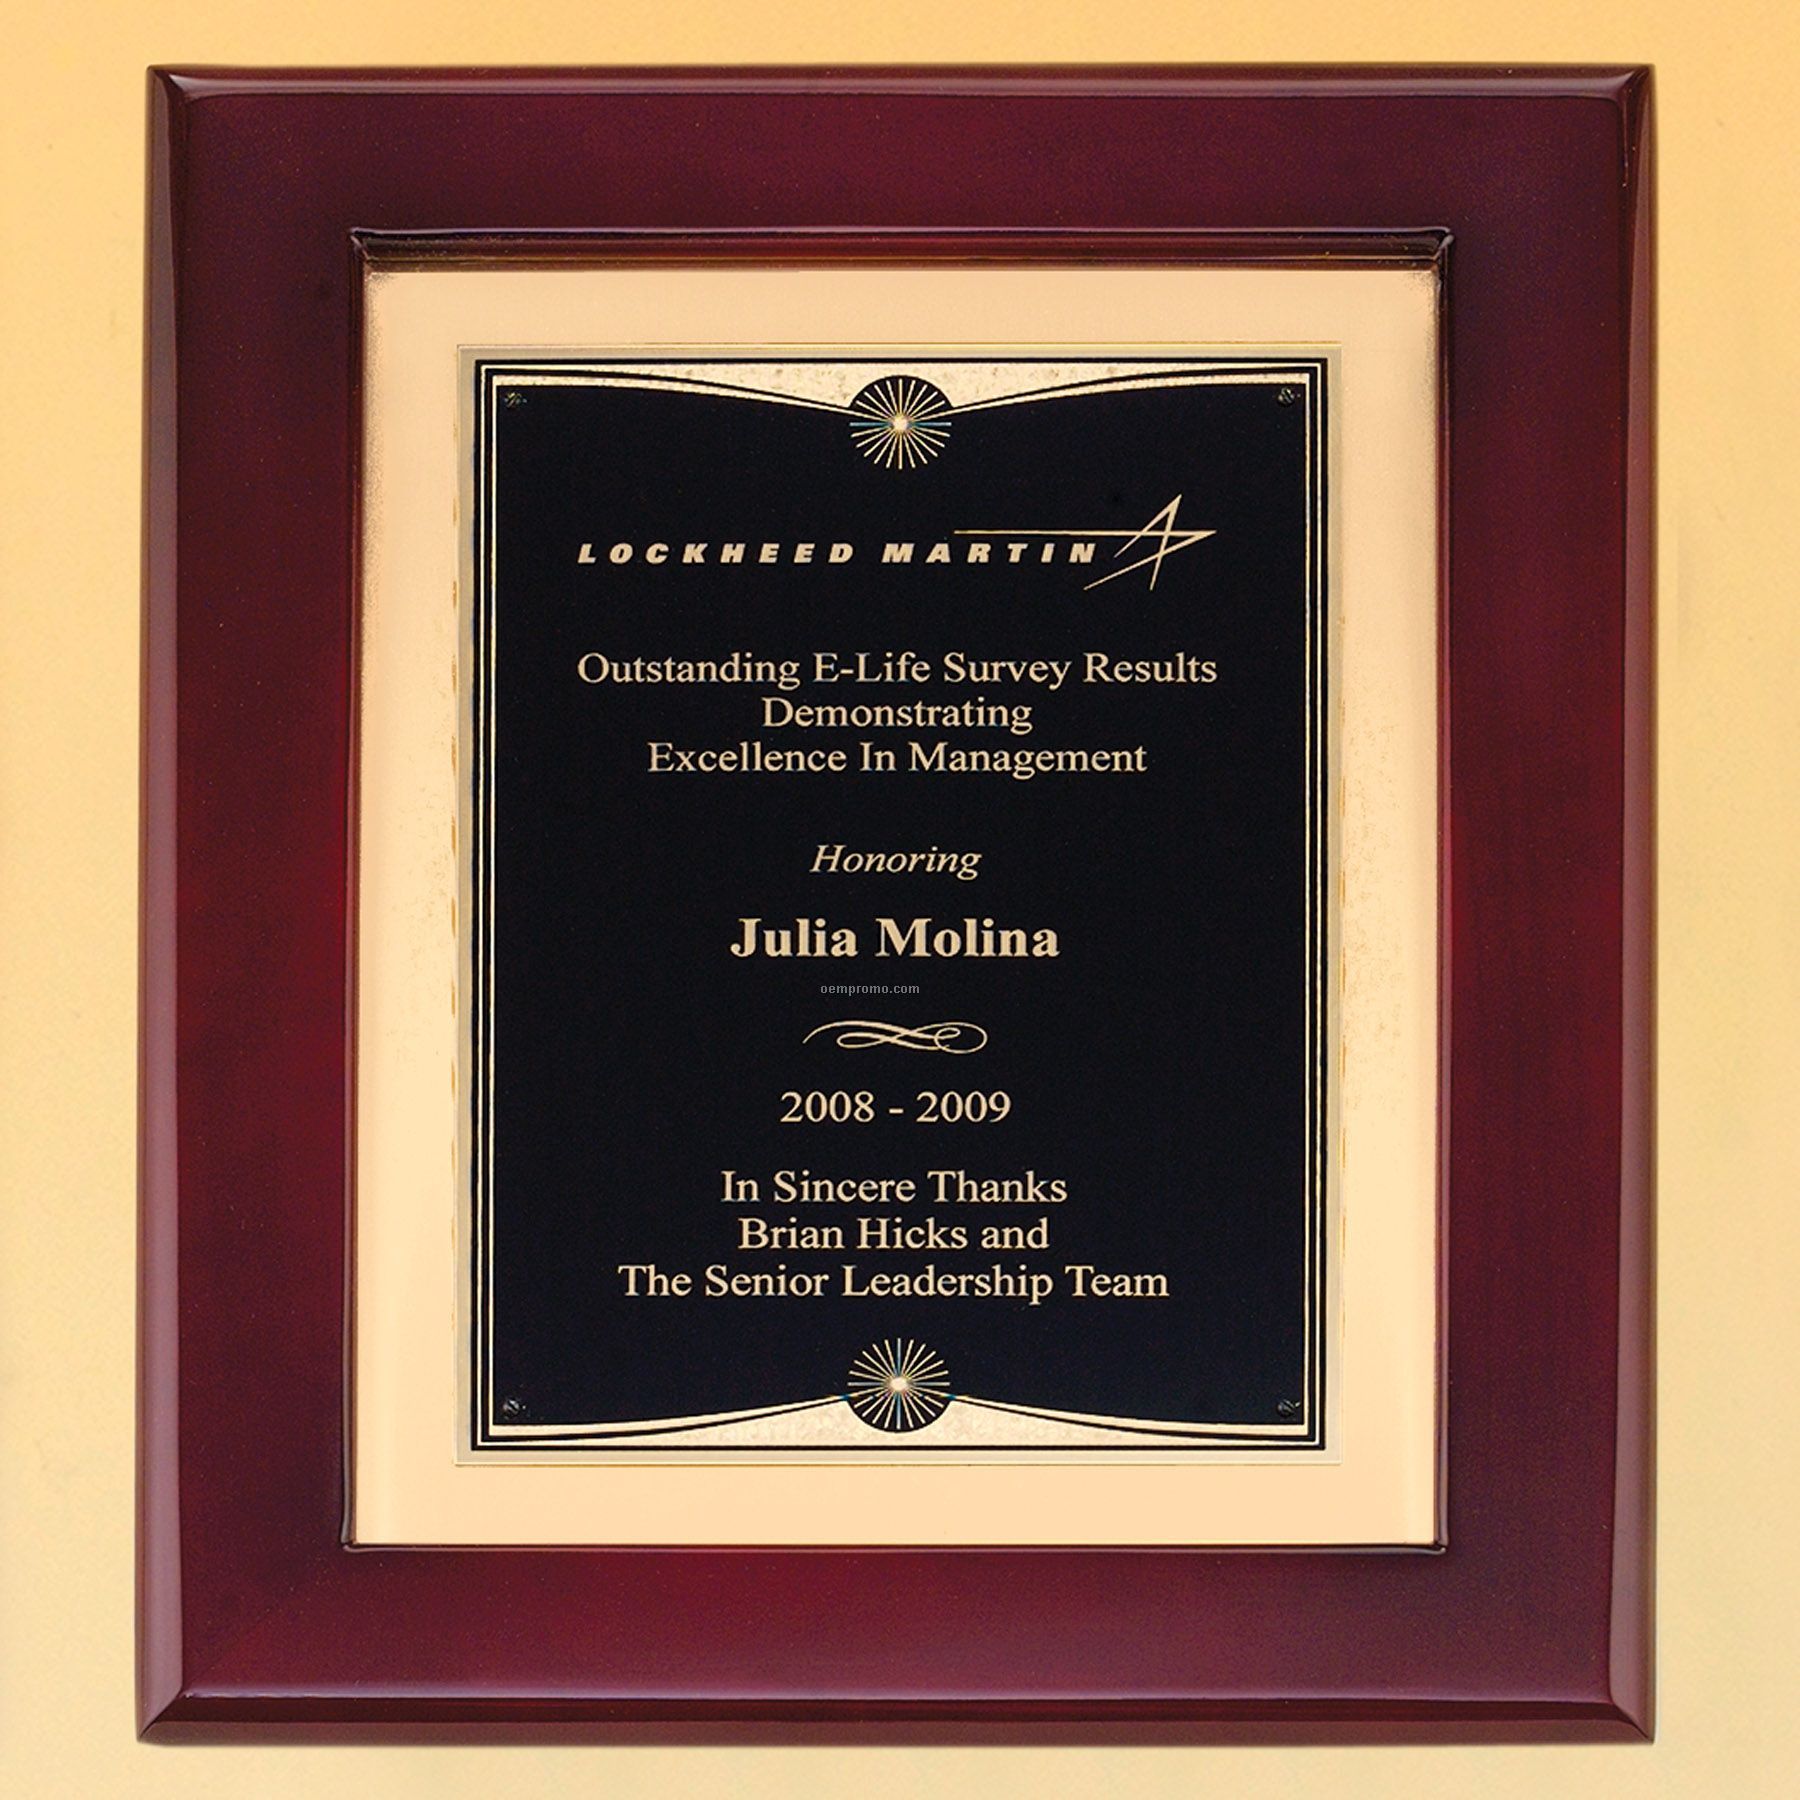 LOCKHEED MARTIN
Outstanding E-Life Survey Results
Demonstrating
Excellence In Management
Honoring
Julia Molina
oempromo.com
2008 - 2009
In Sincere Thanks
Brian Hicks and
The Senior Leadership Team